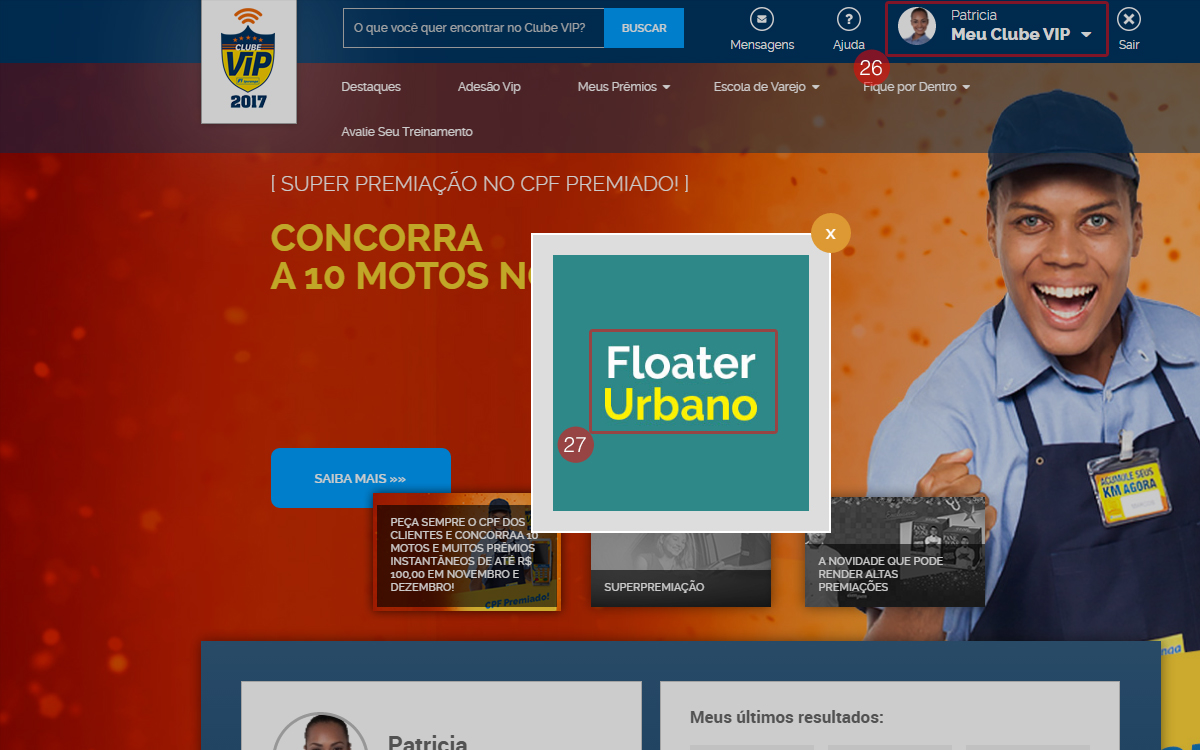 CLUBE
VIP
2017
O que você quer encontrar no Clube VIP?
BUSCAR
Mensagens
Ajuda
Patricia
Meu Clube VIP
Sair
26
Destaques
Adesão Vip
Meus Prêmios
Escola de Varejo
Fique por Dentro
Avalie Seu Treinamento
[ SUPER PREMIAÇÃO NO CPF PREMIADO! ]
CONCORRA
A 10 MOTOS
x
Floater
Urbano
27
SAIBA MAIS »»
PEÇA SEMPRE O CPF DOS
CLIENTES E CONCORRAA 10
MOTOS E MUITOS PRÊMIOS
INSTANTÂNEOS DE ATÉ R$
100,00 EM NOVEMBRO E
DEZEMBRO!
CPF Premiado!
SUPERPREMIAÇÃO
A NOVIDADE QUE PODE
RENDER ALTAS
PREMIAÇÕES
ACUMULE SEUS
KM AGORA
Patricia
Meus últimos resultados: